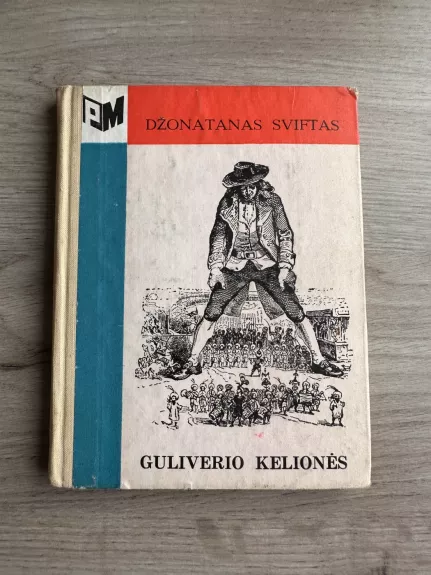 PM
DŽONATANAS SVIFTAS
GULIVERIO KELIONĖS